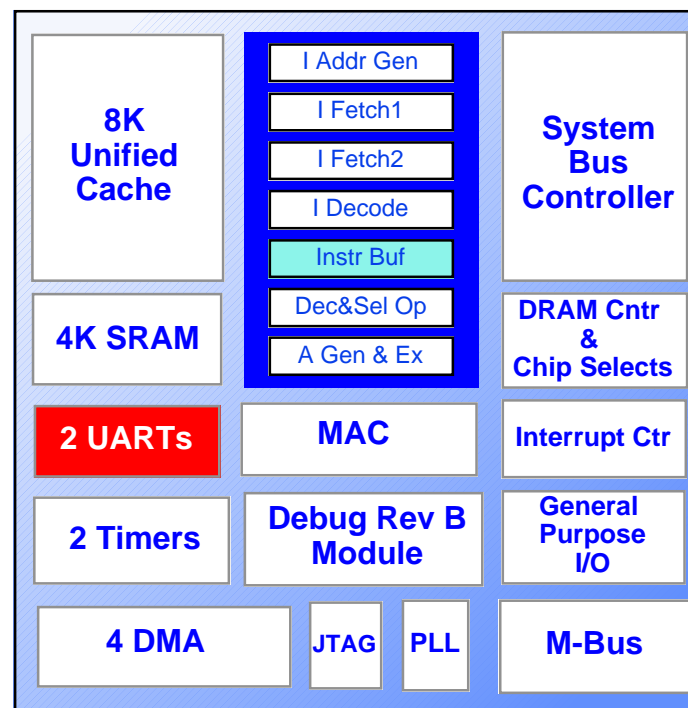 8K
Unified
Cache
I Addr Gen
I Fetch1
I Fetch2
I Decode
Instr Buf
Dec&Sel Op
A Gen & Ex
System
Bus
Controller
4K SRAM
DRAM Cntr
&
Chip Selects
2 UARTs
MAC
Interrupt Ctr
2 Timers
Debug Rev B
Module
General
Purpose
I/O
4 DMA
JTAG
PLL
M-Bus